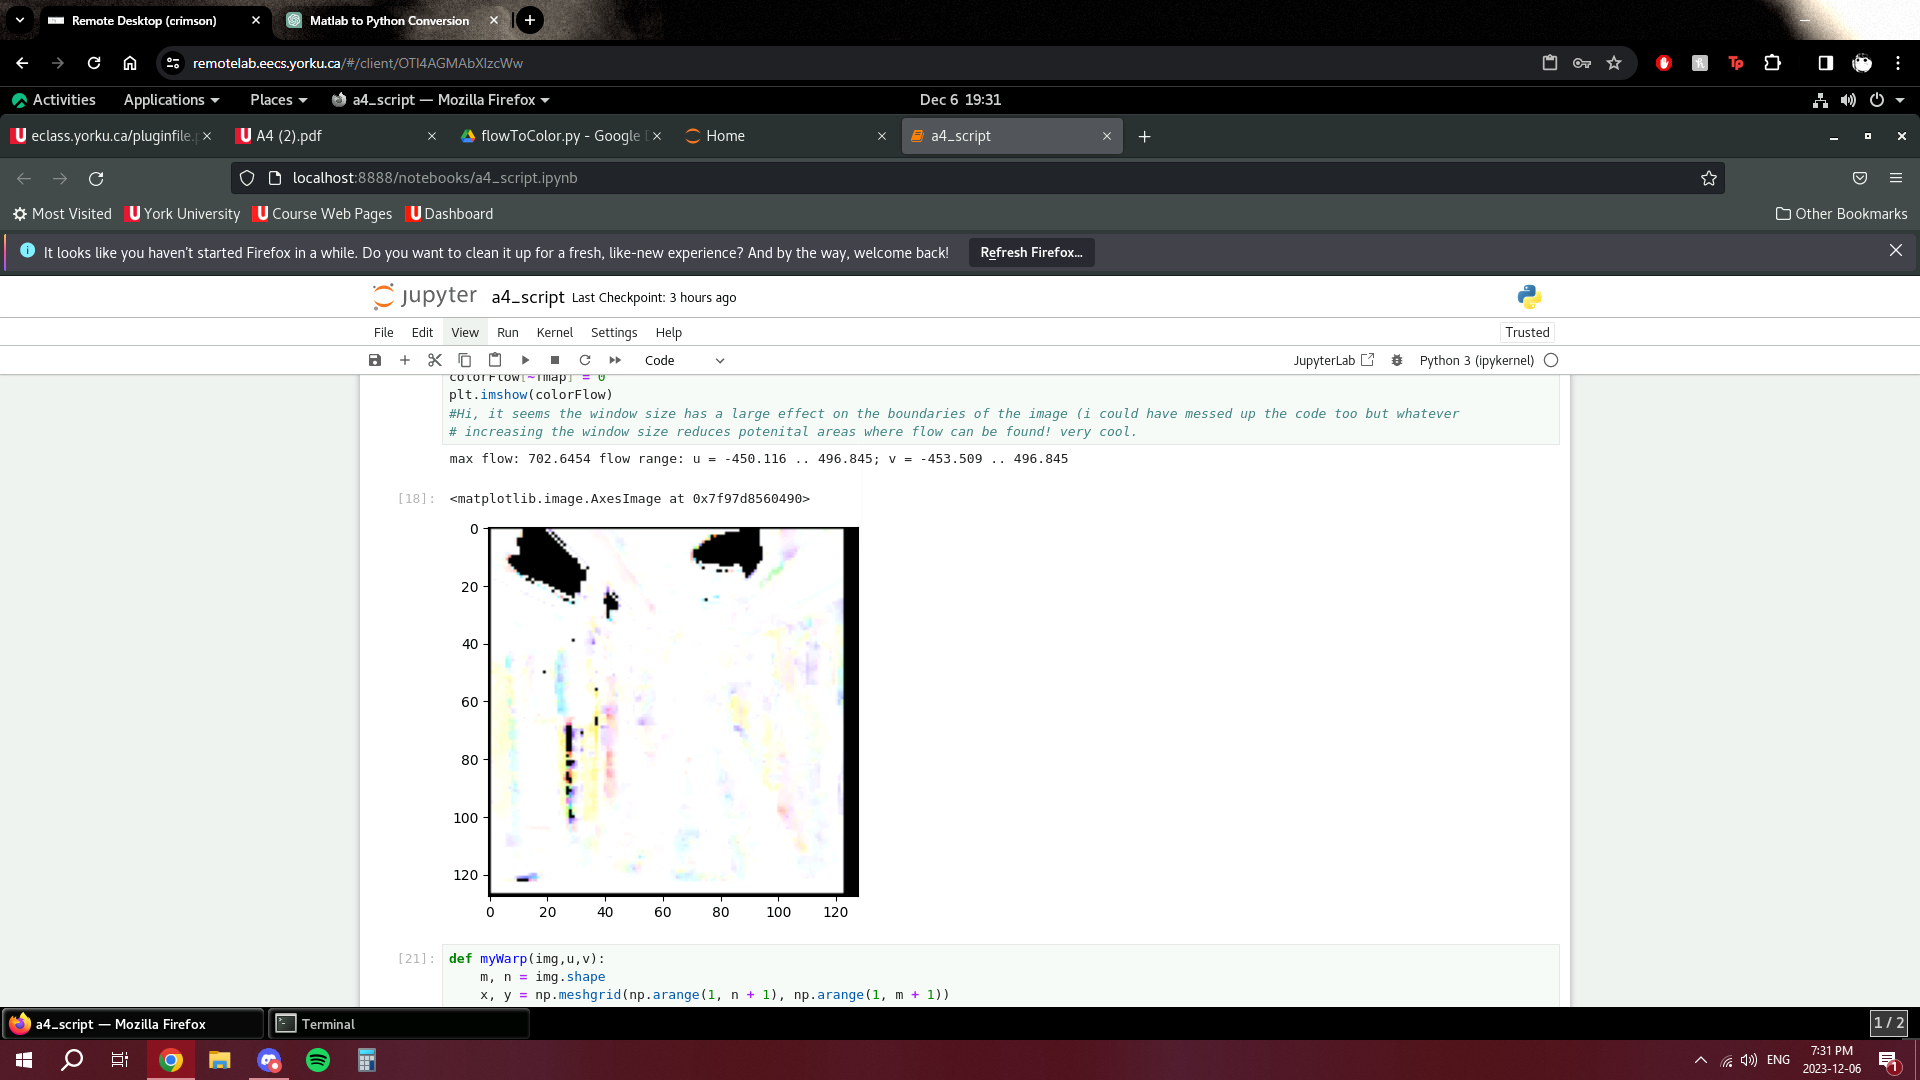 Remote Desktop (crimson)
Matlab to Python Conversion
remotelab.eecs.yorku.ca/#/client/OTI4AGMAbXlzcWw
Activities Applications Places a4_script — Mozilla Firefox Dec 6 19:31
eclass.yorku.ca/pluginfile.p
A4 (2).pdf
flowToColor.py - Google D
Home
a4_script
localhost:8888/notebooks/a4_script.ipynb
Most Visited York University Course Web Pages Dashboard Other Bookmarks
It looks like you haven't started Firefox in a while. Do you want to clean it up for a fresh, like-new experience? And by the way, welcome back! Refresh Firefox…
jupyter a4_script Last Checkpoint: 3 hours ago
File Edit View Run Kernel Settings Help Trusted
Code JupyterLab Python 3 (ipykernel)
colorFlow[~fmap] = 0
plt.imshow(colorFlow)
#Hi, it seems the window size has a large effect on the boundaries of the image (i could have messed up the code too but whatever
# increasing the window size reduces potenital areas where flow can be found! very cool.
max flow: 702.6454 flow range: u = -450.116 .. 496.845; v = -453.509 .. 496.845
[18]: <matplotlib.image.AxesImage at 0x7f97d8560490>
0
20
40
60
80
100
120
0 20 40 60 80 100 120
[21]: def myWarp(img,u,v):
m, n = img.shape
x, y = np.meshgrid(np.arange(1, n + 1), np.arange(1, m + 1))
a4_script — Mozilla Firefox Terminal 1 / 2
ENG 7:31 PM
2023-12-06
1